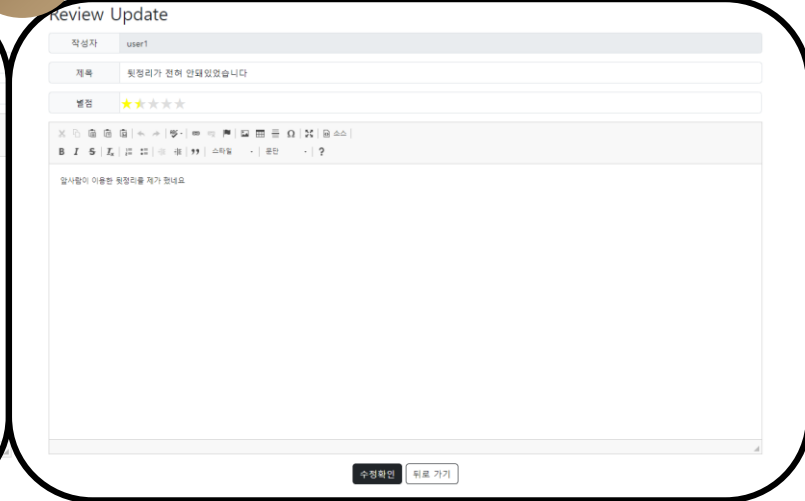 Review Update
작성자 user1
제목 뒷정리가 전혀 안돼있었습니다
별점
소스
B I S Ix 스타일 문단 ?
앞사람이 이용한 뒷정리를 제가 했네요
수정확인 뒤로 가기